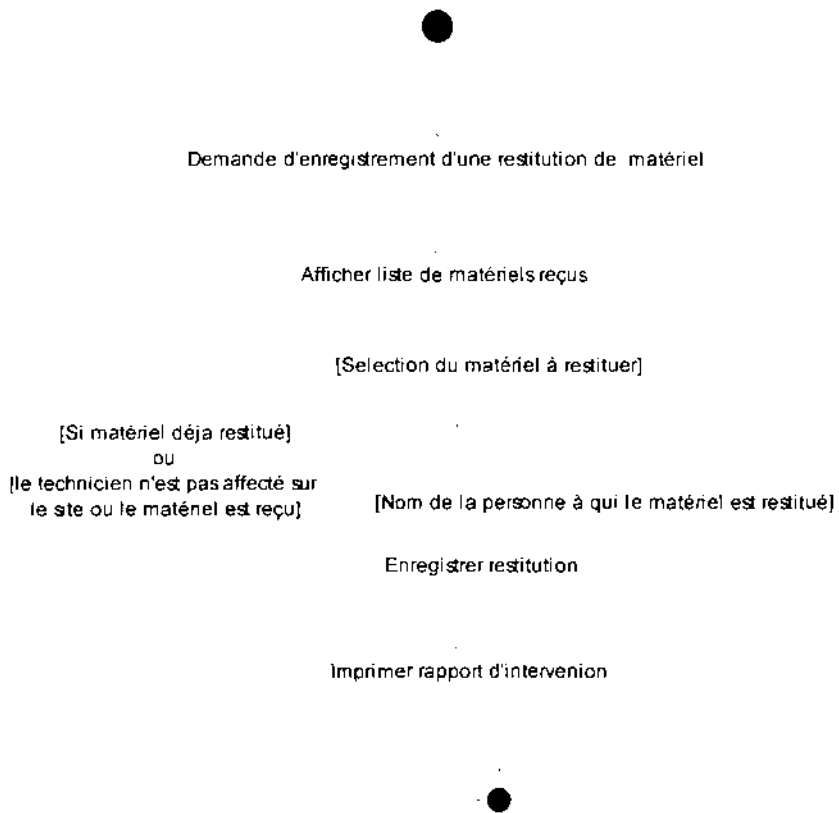 Demande d'enregistrement d'une restitution de matériel
Afficher liste de matériels reçus
[Selection du matériel à restituer]
[Si matériel déja restitué]
ou
[le technicien n'est pas affecté sur
le site ou le matériel est reçu]
[Nom de la personne à qui le matériel est restitué]
Enregistrer restitution
Imprimer rapport d'intervenion